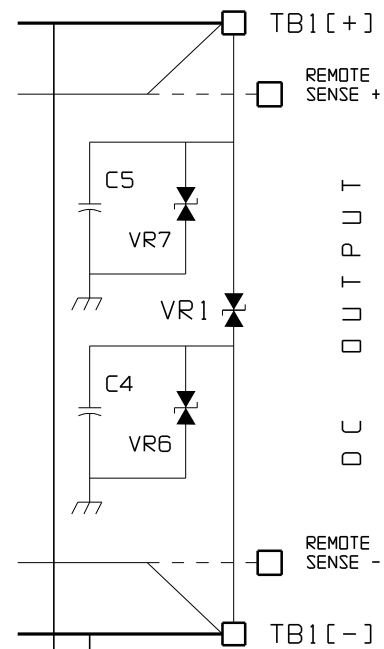 TB1[+]
REMOTE
SENSE +
C5
VR7
VR1
C4
VR6
DC OUTPUT
REMOTE
SENSE -
TB1[-]